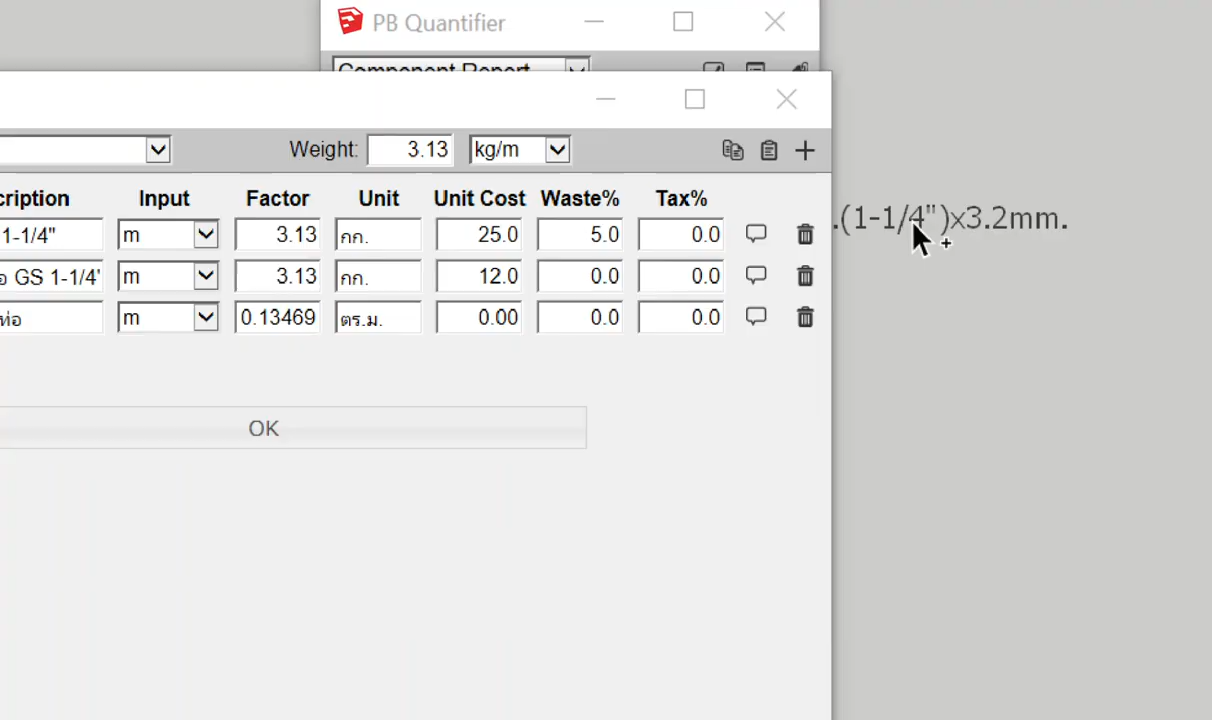 PB Quantifier
Component Report
Weight: 3.13 kg/m
cription Input Factor Unit Unit Cost Waste% Tax%
1-1/4" m 3.13 กก. 25.0 5.0 0.0
อ GS 1-1/4' m 3.13 กก. 12.0 0.0 0.0
ท่อ m 0.13469 ตร.ม. 0.00 0.0 0.0
.(1-1/4")x3.2mm.
OK